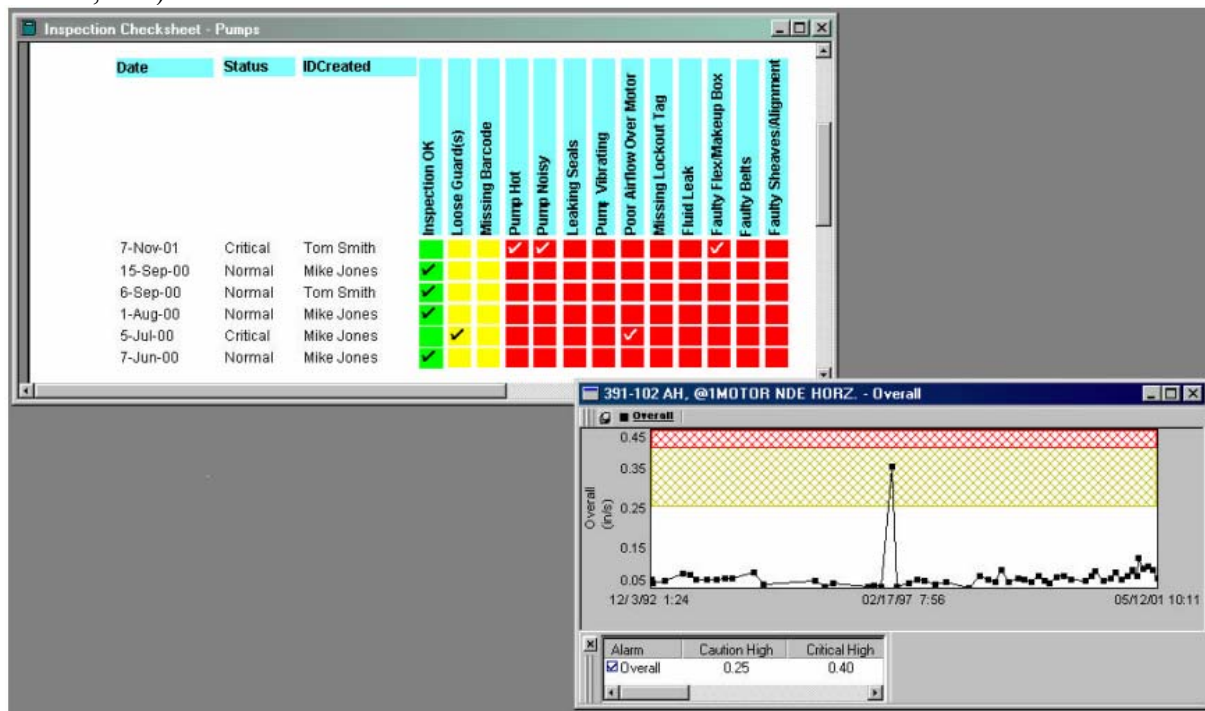 Inspection Checksheet - Pumps
Date Status IDCreated
Inspection OK
Loose Guard(s)
Missing Barcode
Pump Hot
Pump Noisy
Leaking Seals
Pump Vibrating
Poor Airflow Over Motor
Missing Lockout Tag
Fluid Leak
Faulty Flex/Makeup Box
Faulty Belts
Faulty Sheaves/Alignment
7-Nov-01 Critical Tom Smith
15-Sep-00 Normal Mike Jones
6-Sep-00 Normal Tom Smith
1-Aug-00 Normal Mike Jones
5-Jul-00 Critical Mike Jones
7-Jun-00 Normal Mike Jones
391-102 AH, @1MOTOR NDE HORZ. - Overall
Overall
Overall
(in/s)
0.45
0.35
0.25
0.15
0.05
12/ 3/92 1:24 02/17/97 7:56 05/12/01 10:11
Alarm Caution High Critical High
Overall 0.25 0.40